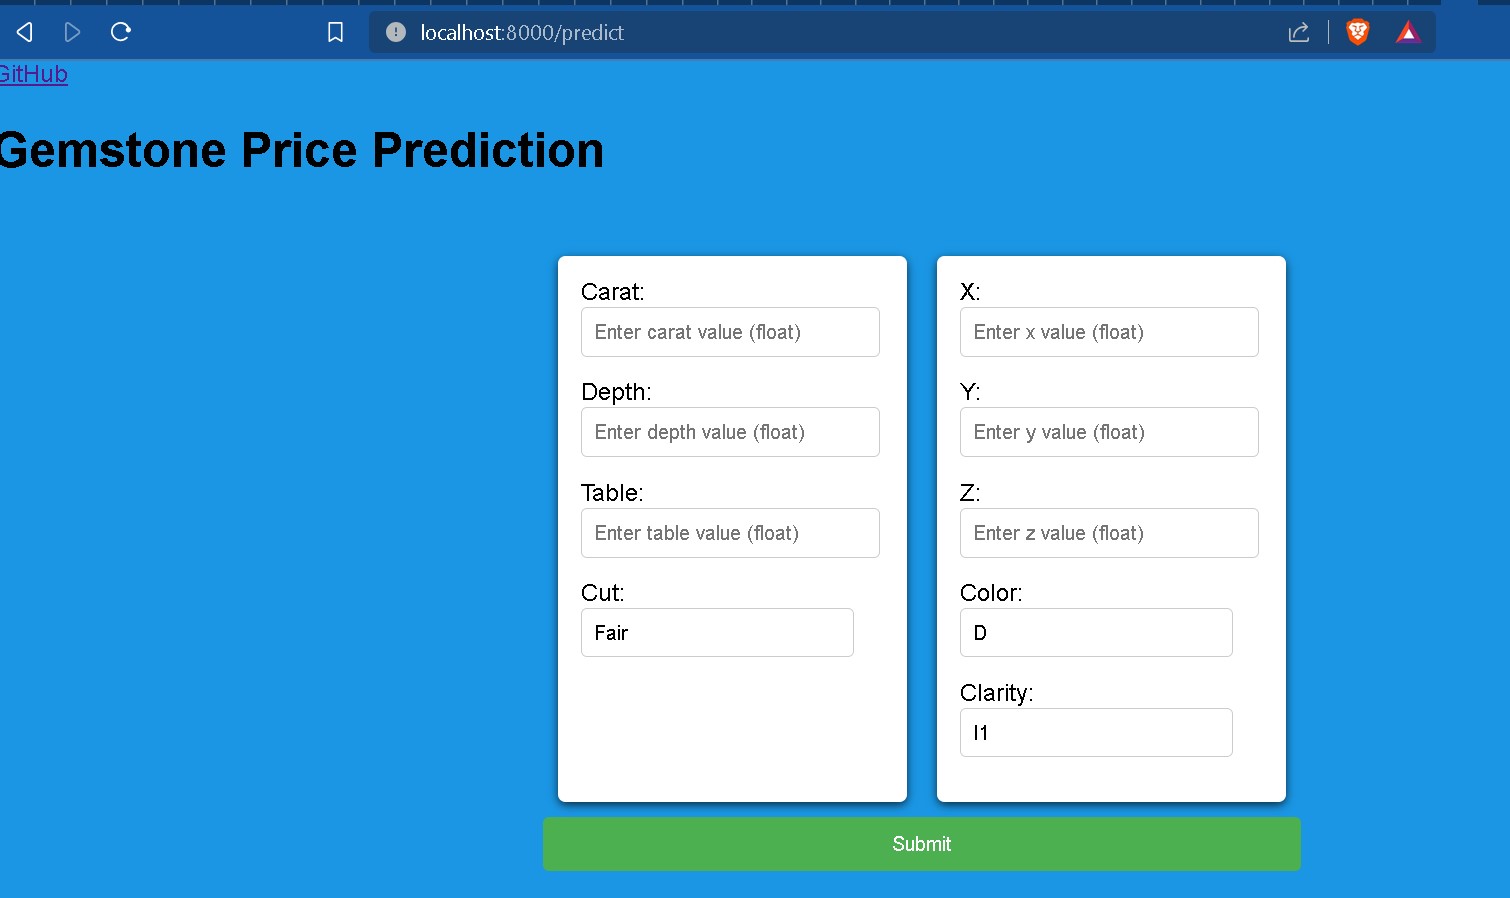 localhost:8000/predict
GitHub
Gemstone Price Prediction
Carat:
Enter carat value (float)
Depth:
Enter depth value (float)
Table:
Enter table value (float)
Cut:
Fair
X:
Enter x value (float)
Y:
Enter y value (float)
Z:
Enter z value (float)
Color:
D
Clarity:
I1
Submit